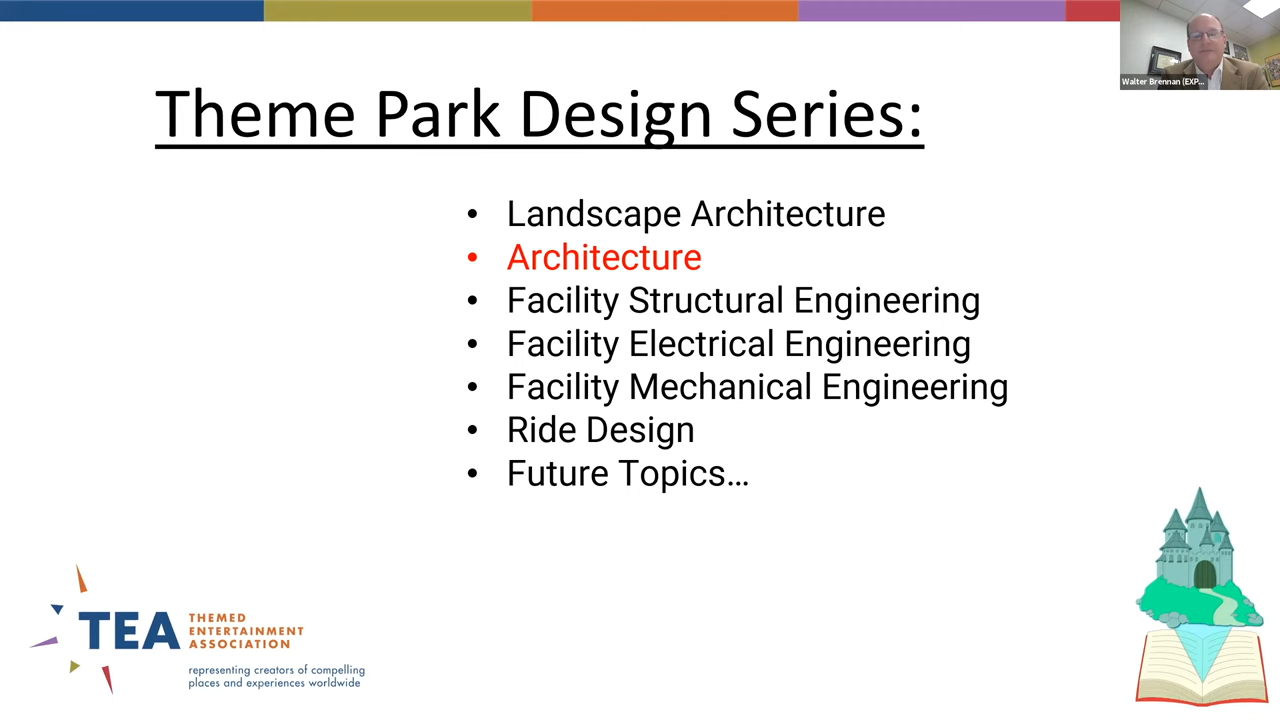 Walter Brennan (EXP...
Theme Park Design Series:
• Landscape Architecture
• Architecture
• Facility Structural Engineering
• Facility Electrical Engineering
• Facility Mechanical Engineering
• Ride Design
• Future Topics…
TEA
THEMED
ENTERTAINMENT
ASSOCIATION
representing creators of compelling
places and experiences worldwide